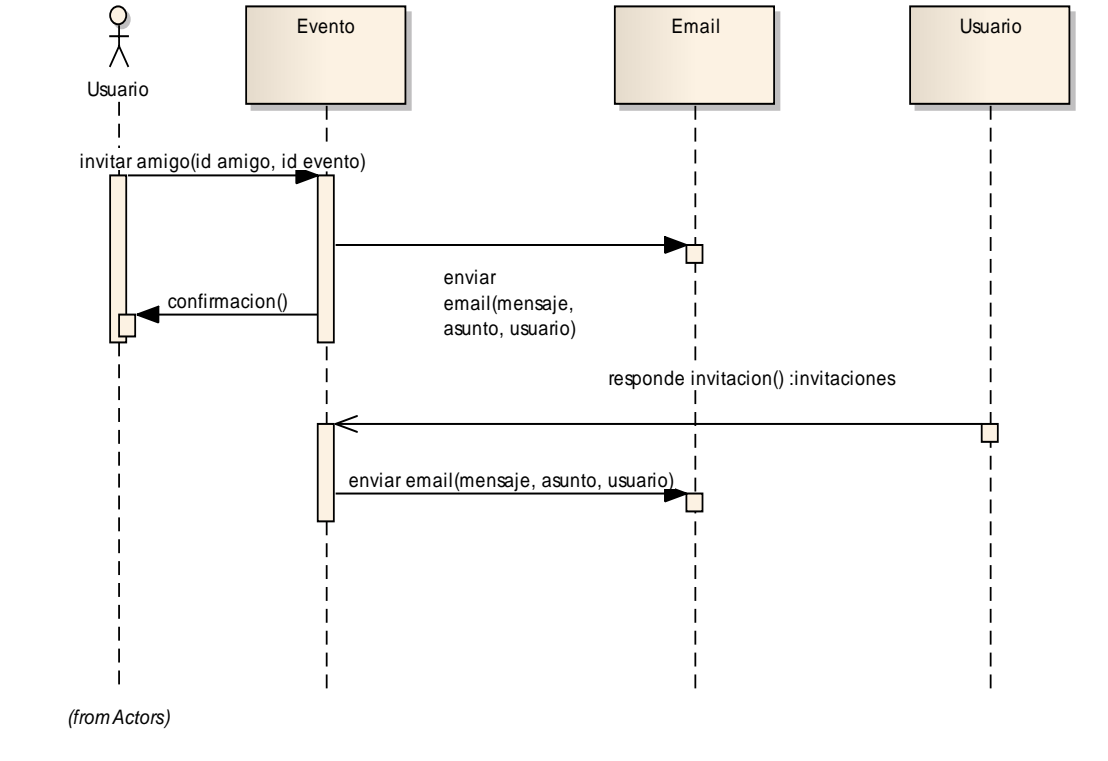 Evento
Email
Usuario
Usuario
invitar amigo(id amigo, id evento)
enviar
email(mensaje,
asunto, usuario)
confirmacion()
responde invitacion() :invitaciones
enviar email(mensaje, asunto, usuario)
(from Actors)